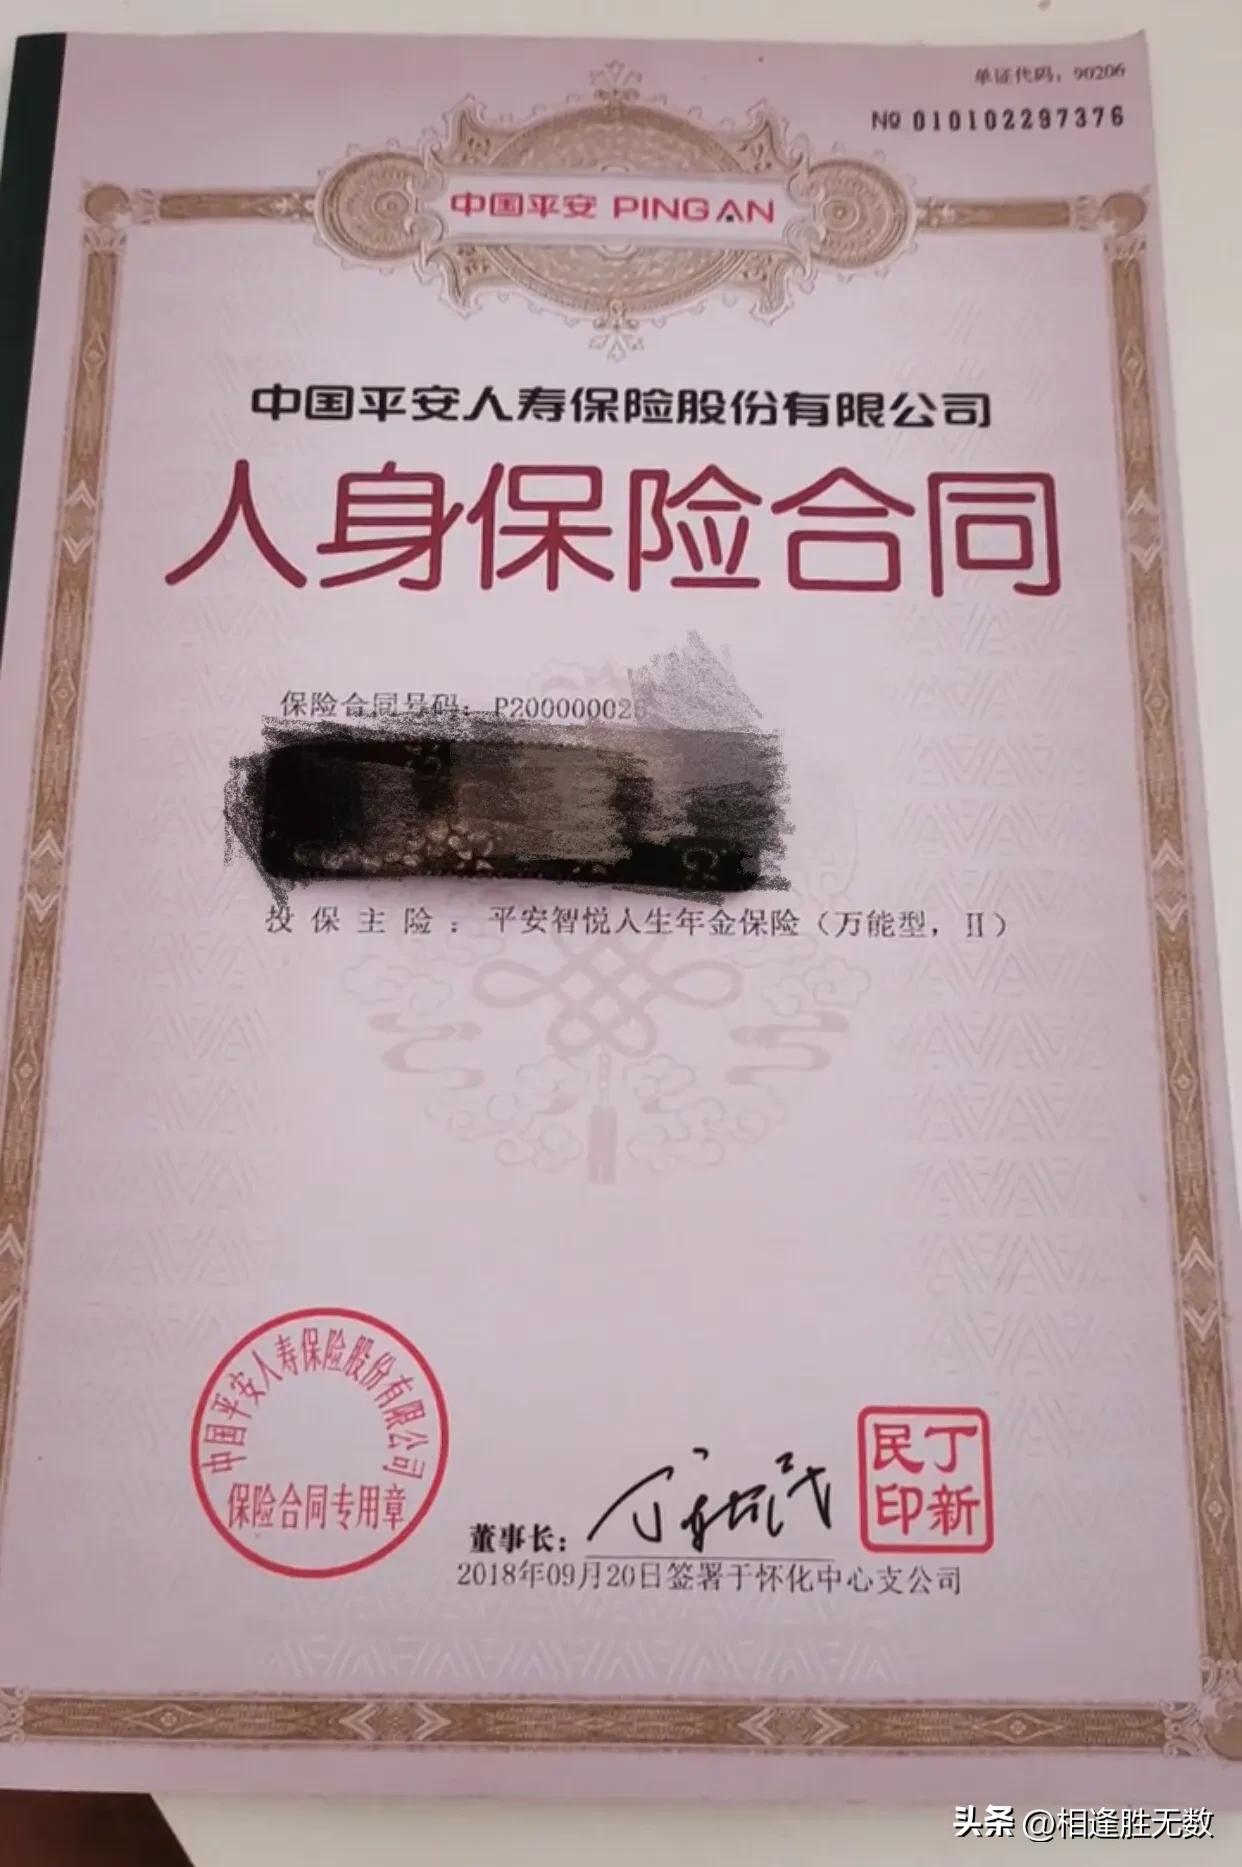 单证代码：90206
№ 010102297376
中国平安 PINGAN
中国平安人寿保险股份有限公司
人身保险合同
保险合同号码：P200000002
投保主险：平安智悦人生年金保险（万能型，Ⅱ）
中国平安人寿保险股份有限公司
保险合同专用章
董事长：
丁新民印
2018年09月20日签署于怀化中心支公司
头条 @相逢胜无数